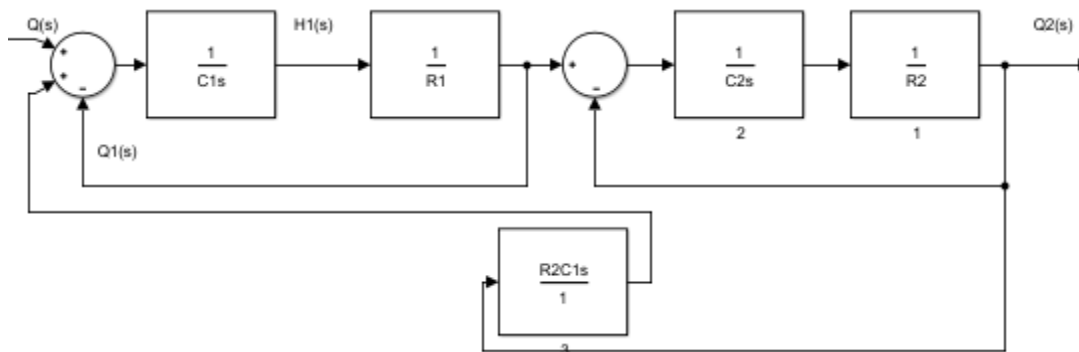 Q(s)
H1(s)
Q2(s)
+
+
-
1
C1s
1
R1
+
-
1
C2s
2
1
R2
1
Q1(s)
R2C1s
1
3